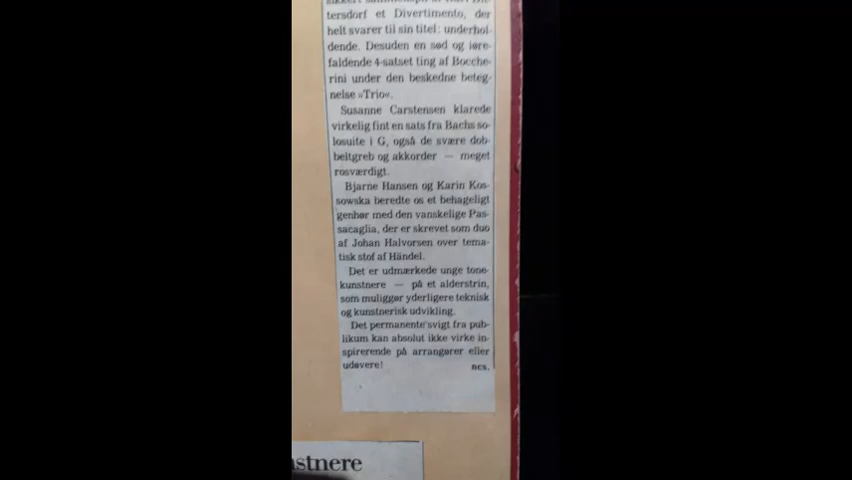 tersdorf et Divertimento, der
helt svarer til sin titel: underhol-
dende. Desuden en sød og iøre-
faldende 4-satset ting af Bocche-
rini under den beskedne beteg-
nelse »Trio«.
Susanne Carstensen klarede
virkelig fint en sats fra Bachs so-
losuite i G, også de svære dob-
beltgreb og akkorder — meget
rosværdigt.
Bjarne Hansen og Karin Kos-
sowska beredte os et behageligt
genhør med den vanskelige Pas-
sacaglia, der er skrevet som duo
af Johan Halvorsen over tema-
tisk stof af Händel.
Det er udmærkede unge tone-
kunstnere — på et alderstrin,
som muliggør yderligere teknisk
og kunstnerisk udvikling.
Det permanente svigt fra pub-
likum kan absolut ikke virke in-
spirerende på arrangører eller
udøvere! ncs.
stnere